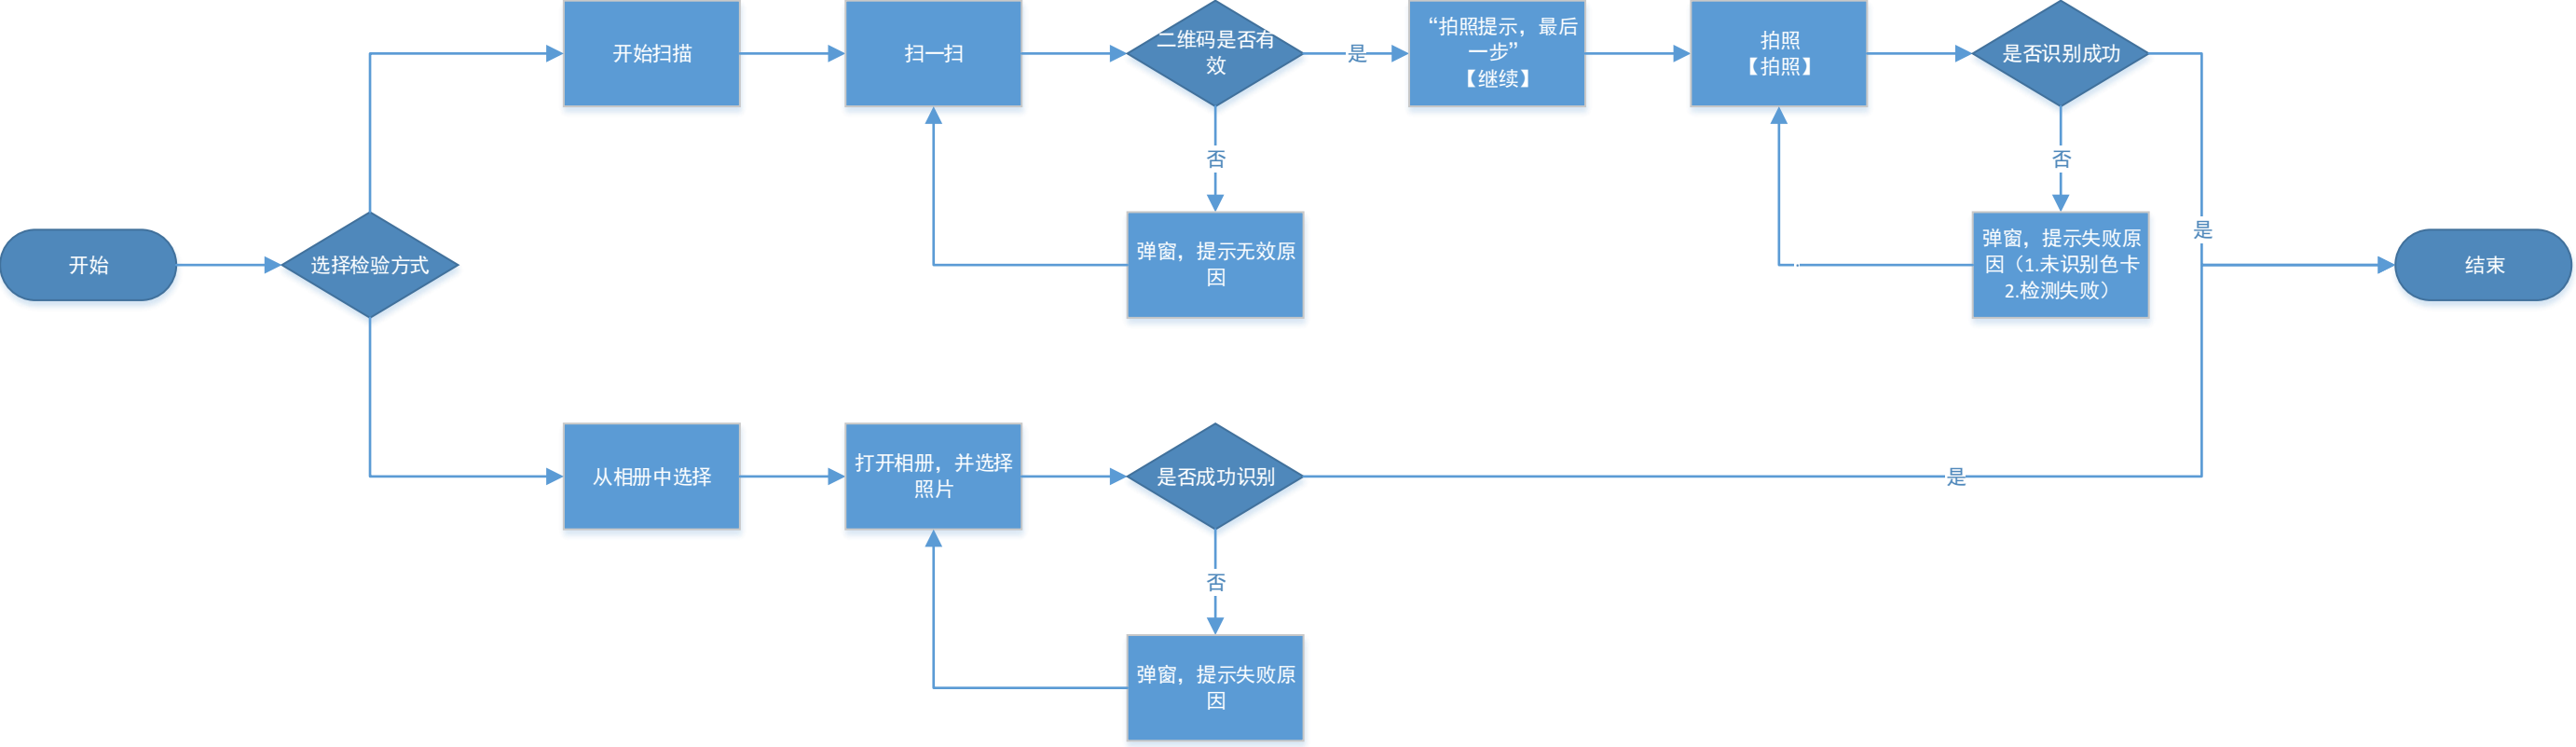 开始
选择检验方式
开始扫描
扫一扫
二维码是否有
效
是
“拍照提示，最后
一步”
【继续】
拍照
【拍照】
是否识别成功
是
否
弹窗，提示无效原
因
否
弹窗，提示失败原
因（1.未识别色卡
2.检测失败）
结束
从相册中选择
打开相册，并选择
照片
是否成功识别
是
否
弹窗，提示失败原
因